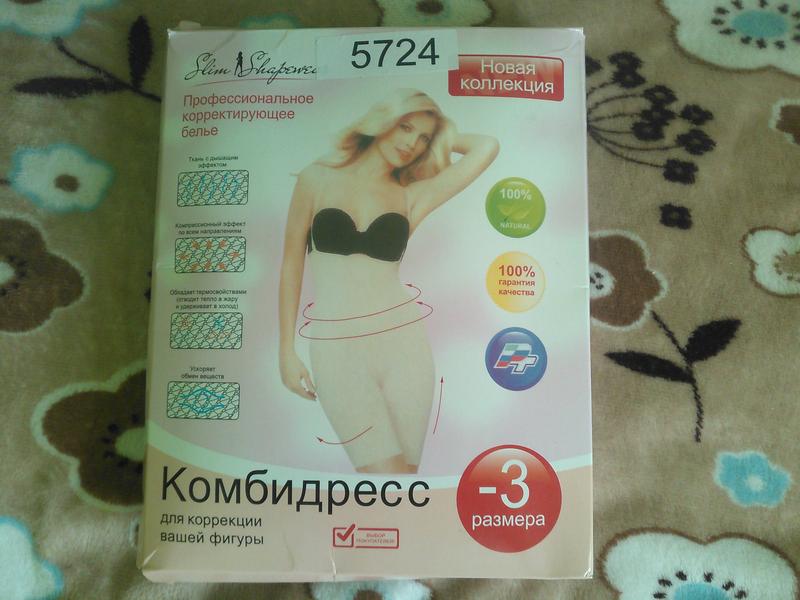 Slim Shapewea
5724
Новая
коллекция
Профессиональное
корректирующее
белье
Ткань с дышащим
эффектом
Компрессионный эффект
по всем направлениям
Обладает термосвойствами
(отводит тепло в жару
и удерживает в холод)
Ускоряет
обмен веществ
100%
NATURAL
100%
гарантия
качества
Комбидресс
для коррекции
вашей фигуры
ВЫБОР
ПОКУПАТЕЛЕЙ
-3
размера